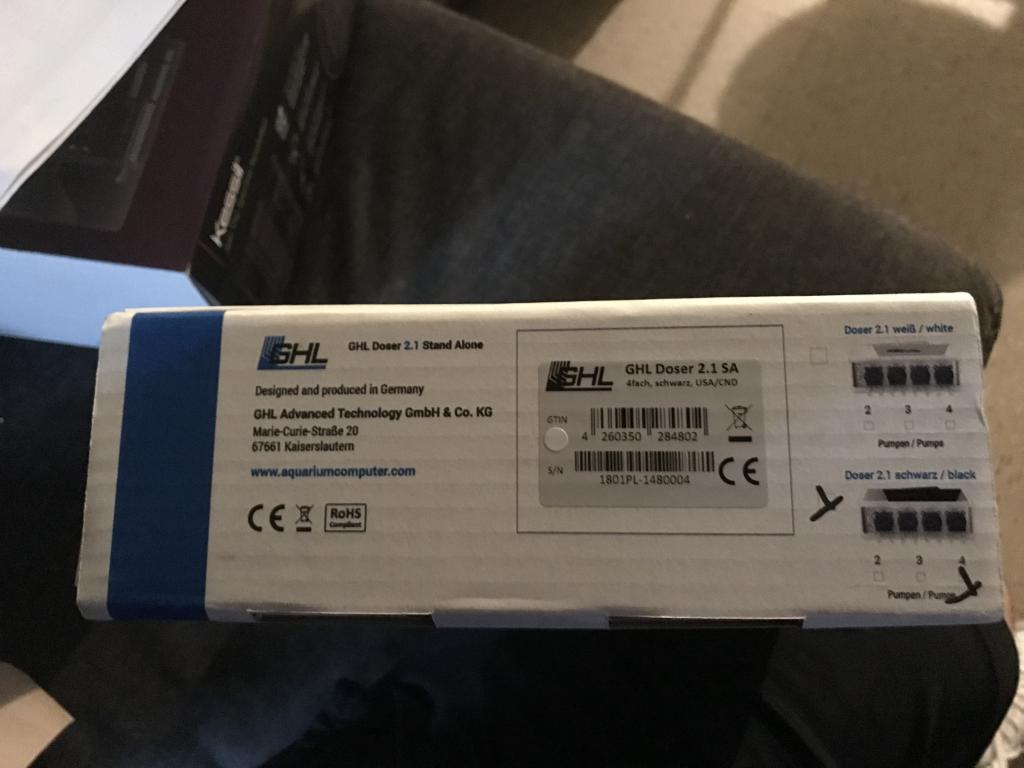 Kessil
GHL
GHL Doser 2.1 Stand Alone
Designed and produced in Germany
GHL Advanced Technology GmbH & Co. KG
Marie-Curie-Straße 20
67661 Kaiserslautern
www.aquariumcomputer.com
CE
RoHS
Compliant
GHL
GHL Doser 2.1 SA
4fach, schwarz, USA/CND
GTIN
4 260350 284802
S/N
1801PL-1480004
CE
Doser 2.1 weiß / white
2 3 4
Pumpen / Pumps
Doser 2.1 schwarz / black
2 3 4
Pumpen / Pumps